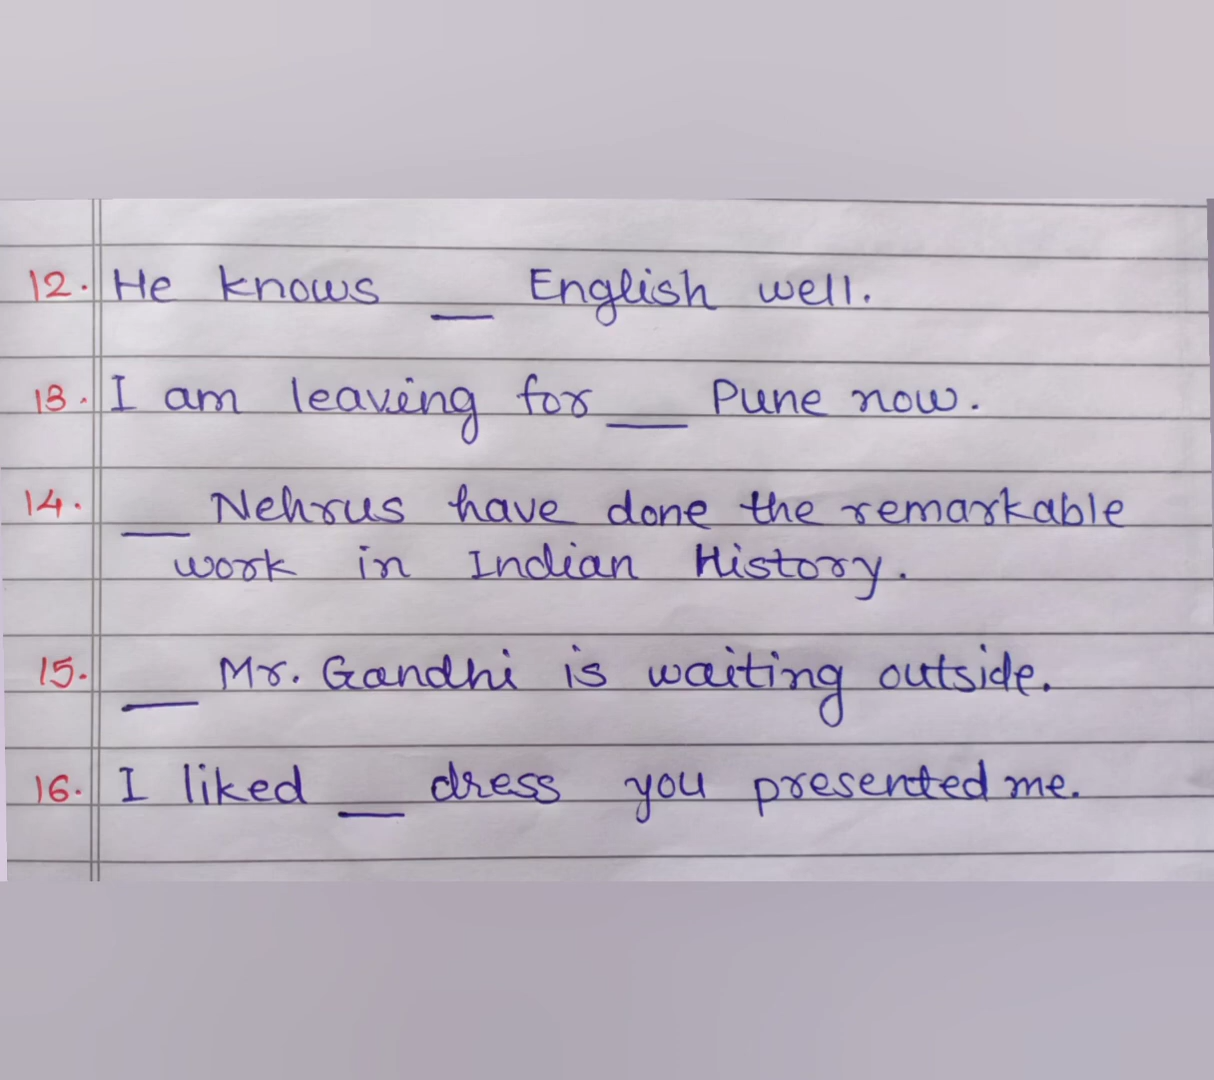 12. He knows __ English well.
13. I am leaving for __ Pune now.
14. __ Nehrus have done the remarkable
work in Indian History.
15. __ Mr. Gandhi is waiting outside.
16. I liked __ dress you presented me.